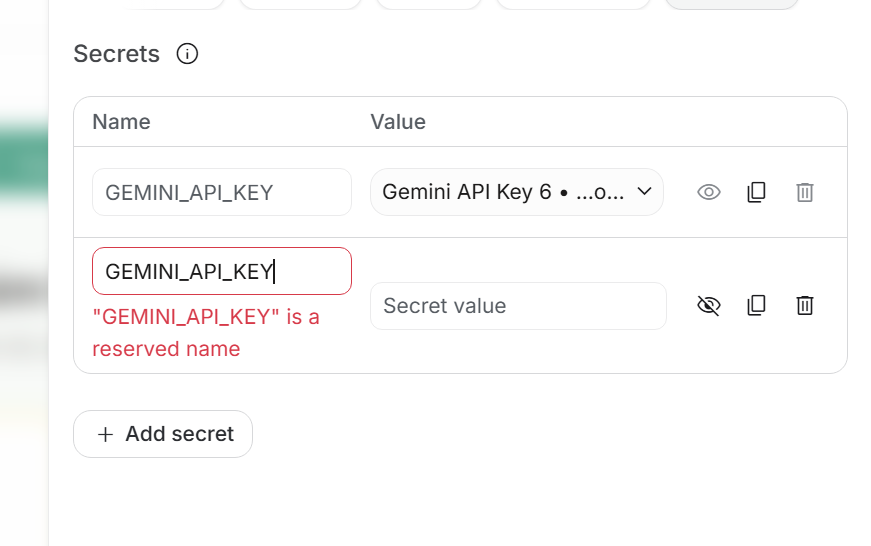 Secrets
Name Value
GEMINI_API_KEY Gemini API Key 6 • ...o...
GEMINI_API_KEY
Secret value
"GEMINI_API_KEY" is a
reserved name
+ Add secret